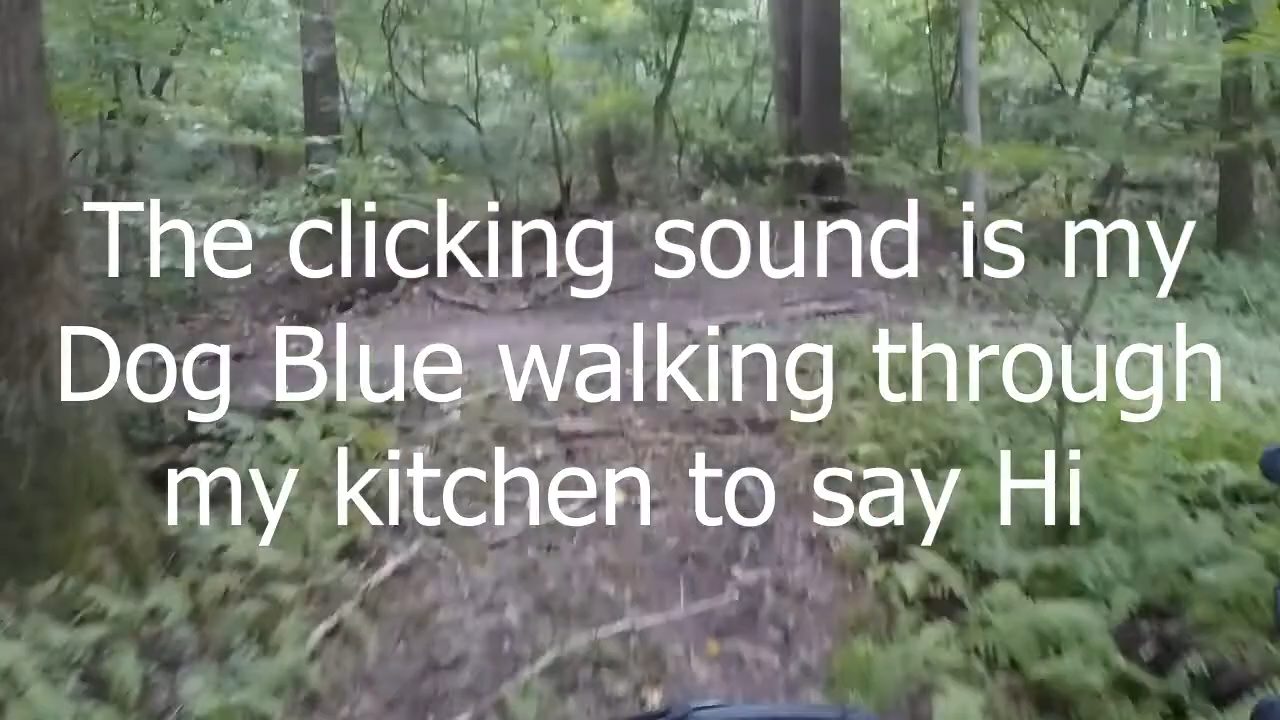 The clicking sound is my
Dog Blue walking through
my kitchen to say Hi